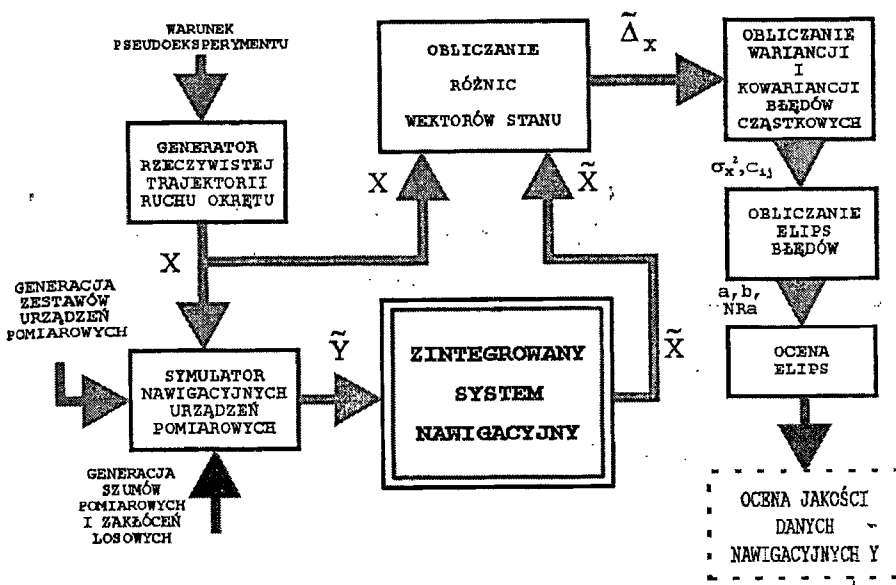 WARUNEK
PSEUDOEKSPERYMENTU
GENERATOR
RZECZYWISTEJ
TRAJEKTORII
RUCHU OKRĘTU
X
GENERACJA
ZESTAWÓW
URZĄDZEŃ
POMIAROWYCH
SYMULATOR
NAWIGACYJNYCH
URZĄDZEŃ
POMIAROWYCH
GENERACJA
SZUMÓW
POMIAROWYCH
I ZAKŁÓCEŃ
LOSOWYCH
Ỹ
ZINTEGROWANY
SYSTEM
NAWIGACYJNY
X̃
X
X̃
OBLICZANIE
RÓŻNIC
WEKTORÓW STANU
Δ̃x
OBLICZANIE
WARIANCJI
I
KOWARIANCJI
BŁĘDÓW
CZĄSTKOWYCH
σx²,cij
OBLICZANIE
ELIPS
BŁĘDÓW
a,b,
NRa
OCENA
ELIPS
OCENA JAKOŚCI
DANYCH
NAWIGACYJNYCH Y